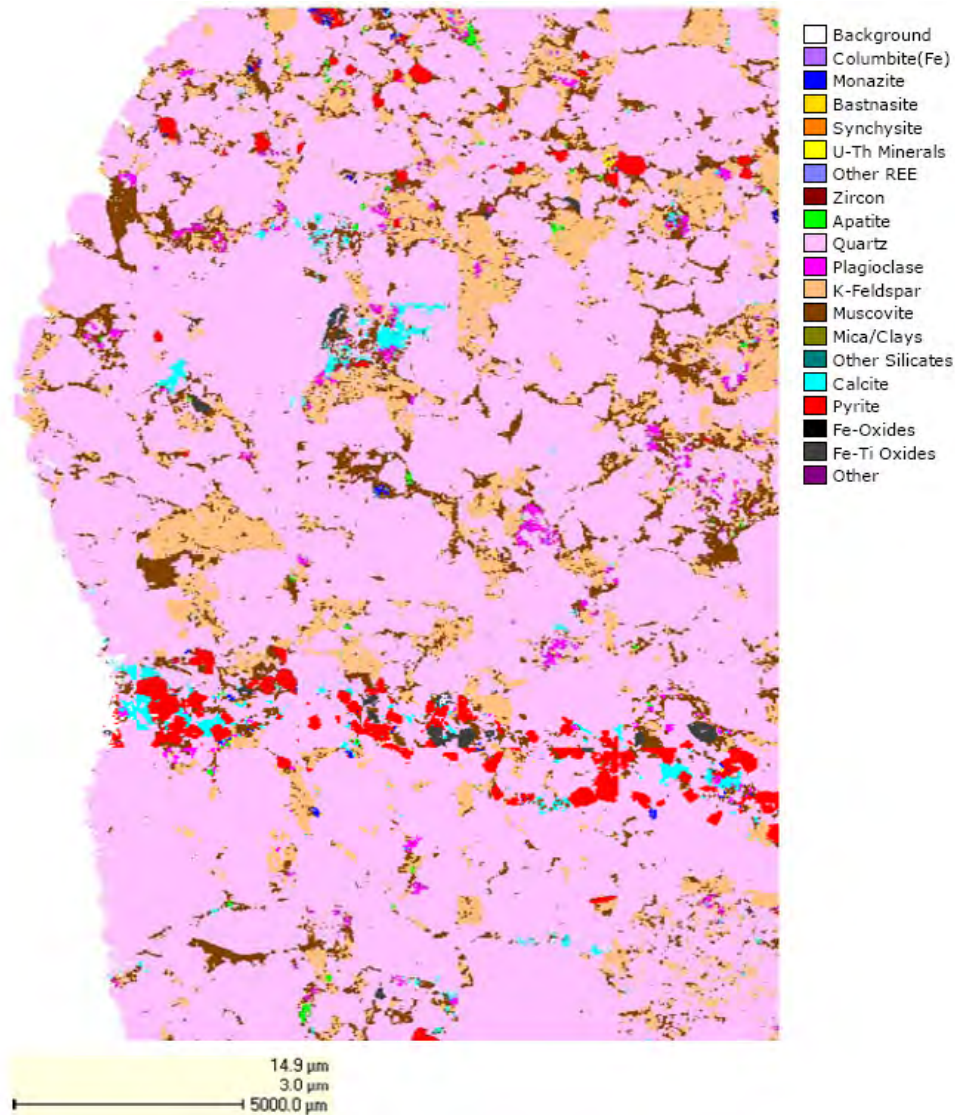 Background
Columbite(Fe)
Monazite
Bastnasite
Synchysite
U-Th Minerals
Other REE
Zircon
Apatite
Quartz
Plagioclase
K-Feldspar
Muscovite
Mica/Clays
Other Silicates
Calcite
Pyrite
Fe-Oxides
Fe-Ti Oxides
Other
14.9 µm
3.0 µm
5000.0 µm